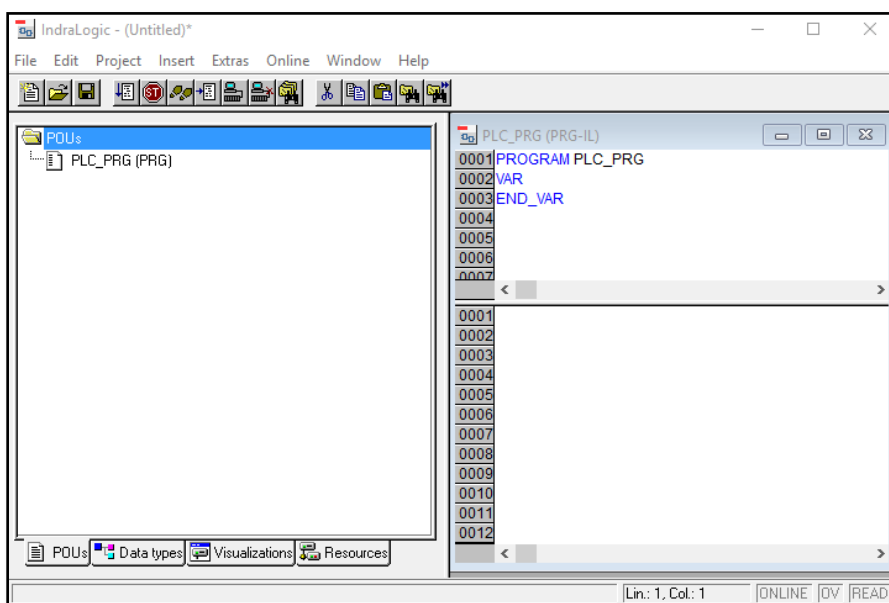 IndraLogic - (Untitled)*
File Edit Project Insert Extras Online Window Help
POUs
PLC_PRG (PRG)
PLC_PRG (PRG-IL)
0001 PROGRAM PLC_PRG
0002 VAR
0003 END_VAR
0004
0005
0006
0007
0001
0002
0003
0004
0005
0006
0007
0008
0009
0010
0011
0012
POUs Data types Visualizations Resources
Lin.: 1, Col.: 1 ONLINE OV READ